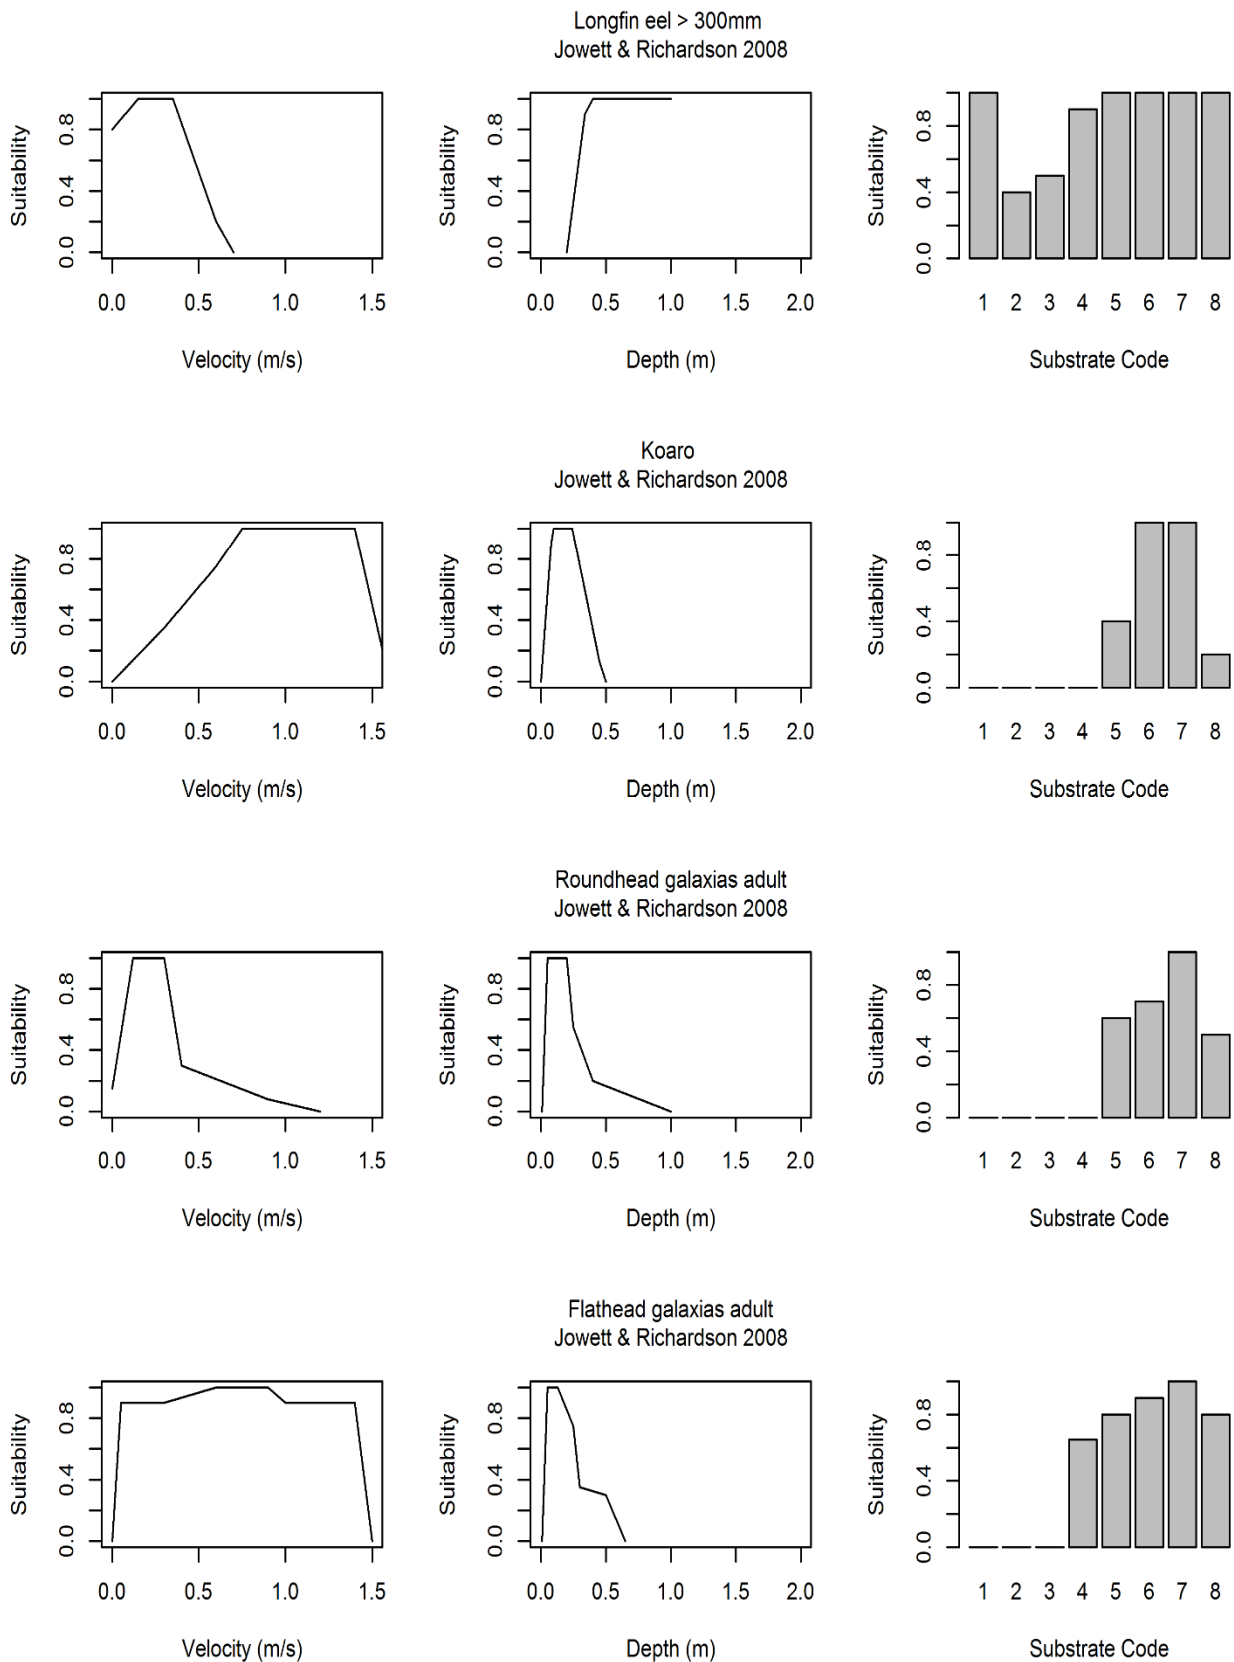 Longfin eel > 300mm
Jowett & Richardson 2008
Suitability
0.0 0.4 0.8
0.0 0.5 1.0 1.5
Velocity (m/s)
Suitability
0.0 0.4 0.8
0.0 0.5 1.0 1.5 2.0
Depth (m)
Suitability
0.0 0.4 0.8
1 2 3 4 5 6 7 8
Substrate Code
Koaro
Jowett & Richardson 2008
Suitability
0.0 0.4 0.8
0.0 0.5 1.0 1.5
Velocity (m/s)
Suitability
0.0 0.4 0.8
0.0 0.5 1.0 1.5 2.0
Depth (m)
Suitability
0.0 0.4 0.8
1 2 3 4 5 6 7 8
Substrate Code
Roundhead galaxias adult
Jowett & Richardson 2008
Suitability
0.0 0.4 0.8
0.0 0.5 1.0 1.5
Velocity (m/s)
Suitability
0.0 0.4 0.8
0.0 0.5 1.0 1.5 2.0
Depth (m)
Suitability
0.0 0.4 0.8
1 2 3 4 5 6 7 8
Substrate Code
Flathead galaxias adult
Jowett & Richardson 2008
Suitability
0.0 0.4 0.8
0.0 0.5 1.0 1.5
Velocity (m/s)
Suitability
0.0 0.4 0.8
0.0 0.5 1.0 1.5 2.0
Depth (m)
Suitability
0.0 0.4 0.8
1 2 3 4 5 6 7 8
Substrate Code